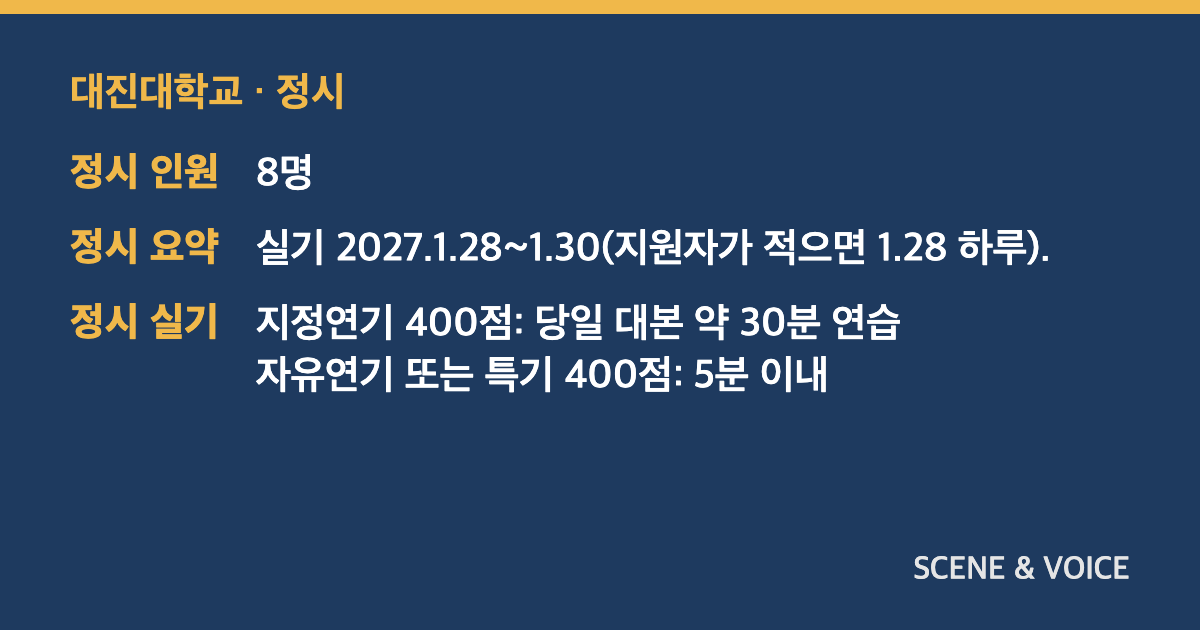 대진대학교 · 정시
정시 인원 8명
정시 요약 실기 2027.1.28~1.30(지원자가 적으면 1.28 하루).
정시 실기 지정연기 400점: 당일 대본 약 30분 연습
자유연기 또는 특기 400점: 5분 이내
SCENE & VOICE